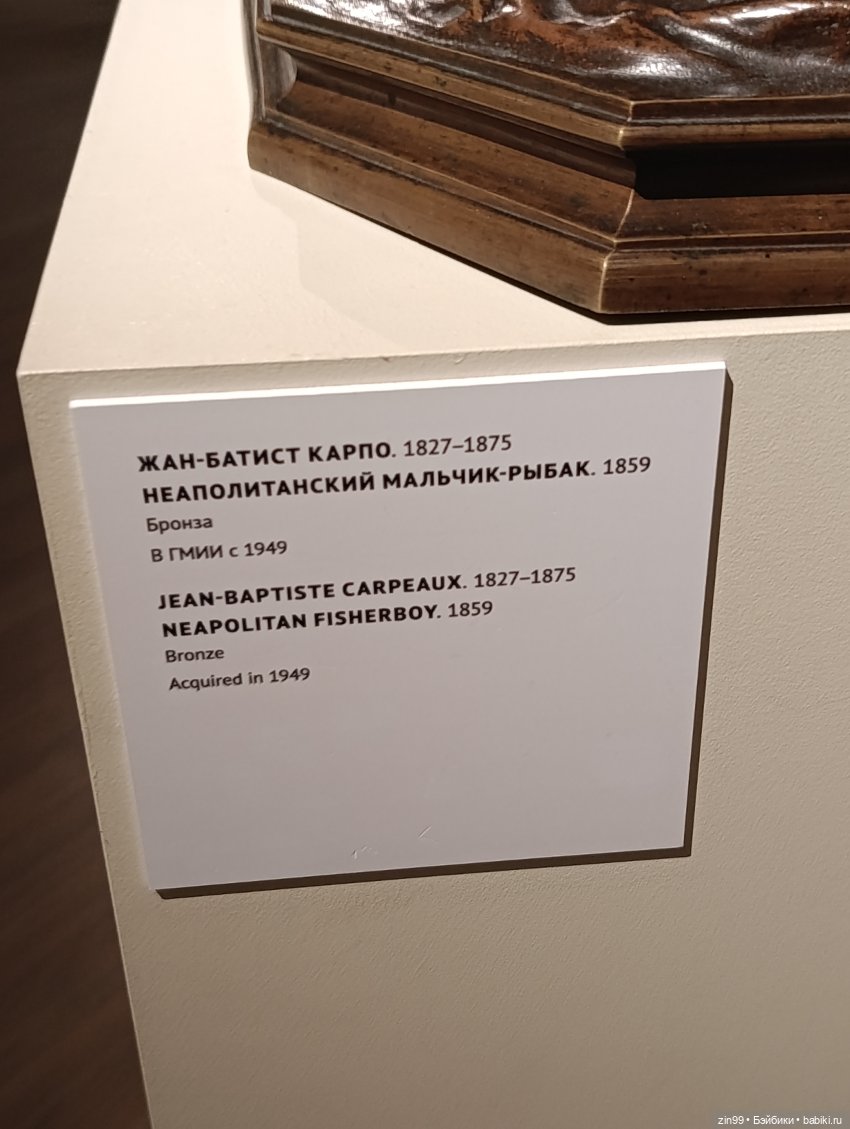 ЖАН-БАТИСТ КАРПО. 1827–1875
НЕАПОЛИТАНСКИЙ МАЛЬЧИК-РЫБАК. 1859
Бронза
В ГМИИ с 1949
JEAN-BAPTISTE CARPEAUX. 1827–1875
NEAPOLITAN FISHERBOY. 1859
Bronze
Acquired in 1949
zin99 • Бэйбики • babiki.ru